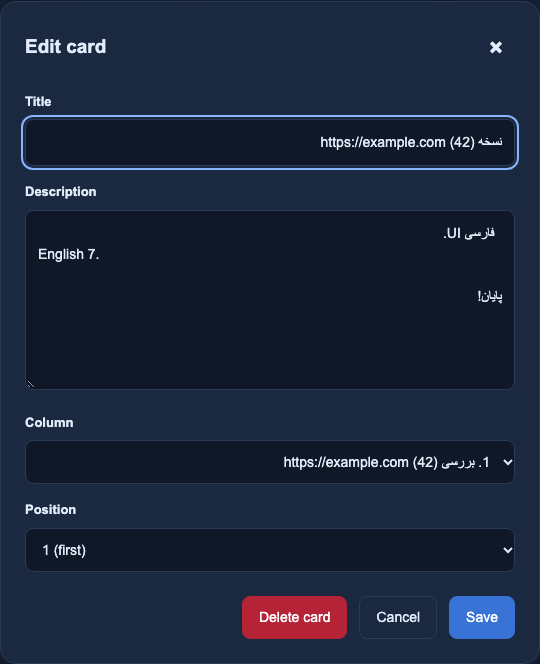 Edit card
×
Title
نسخه (42) https://example.com
Description
فارسی UI.
English 7.
پایان!
Column
1. بررسی (42) https://example.com
Position
1 (first)
Delete card
Cancel
Save